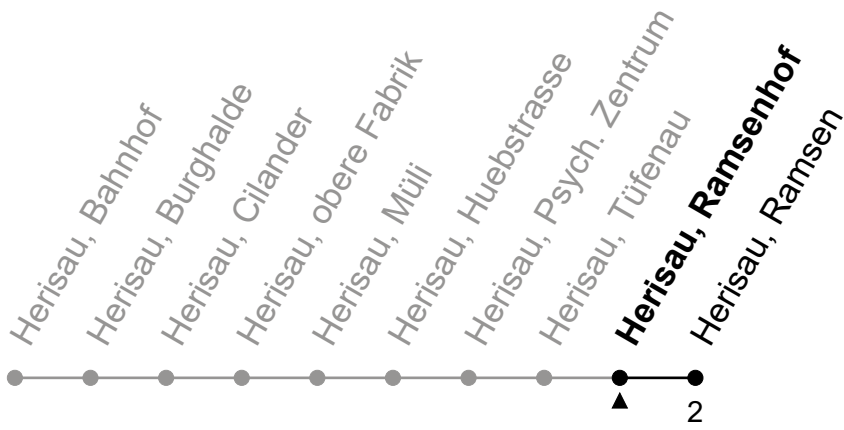 Herisau, Bahnhof
Herisau, Burghalde
Herisau, Cilander
Herisau, obere Fabrik
Herisau, Müli
Herisau, Huebstrasse
Herisau, Psych. Zentrum
Herisau, Tüfenau
Herisau, Ramsenhof
Herisau, Ramsen
2